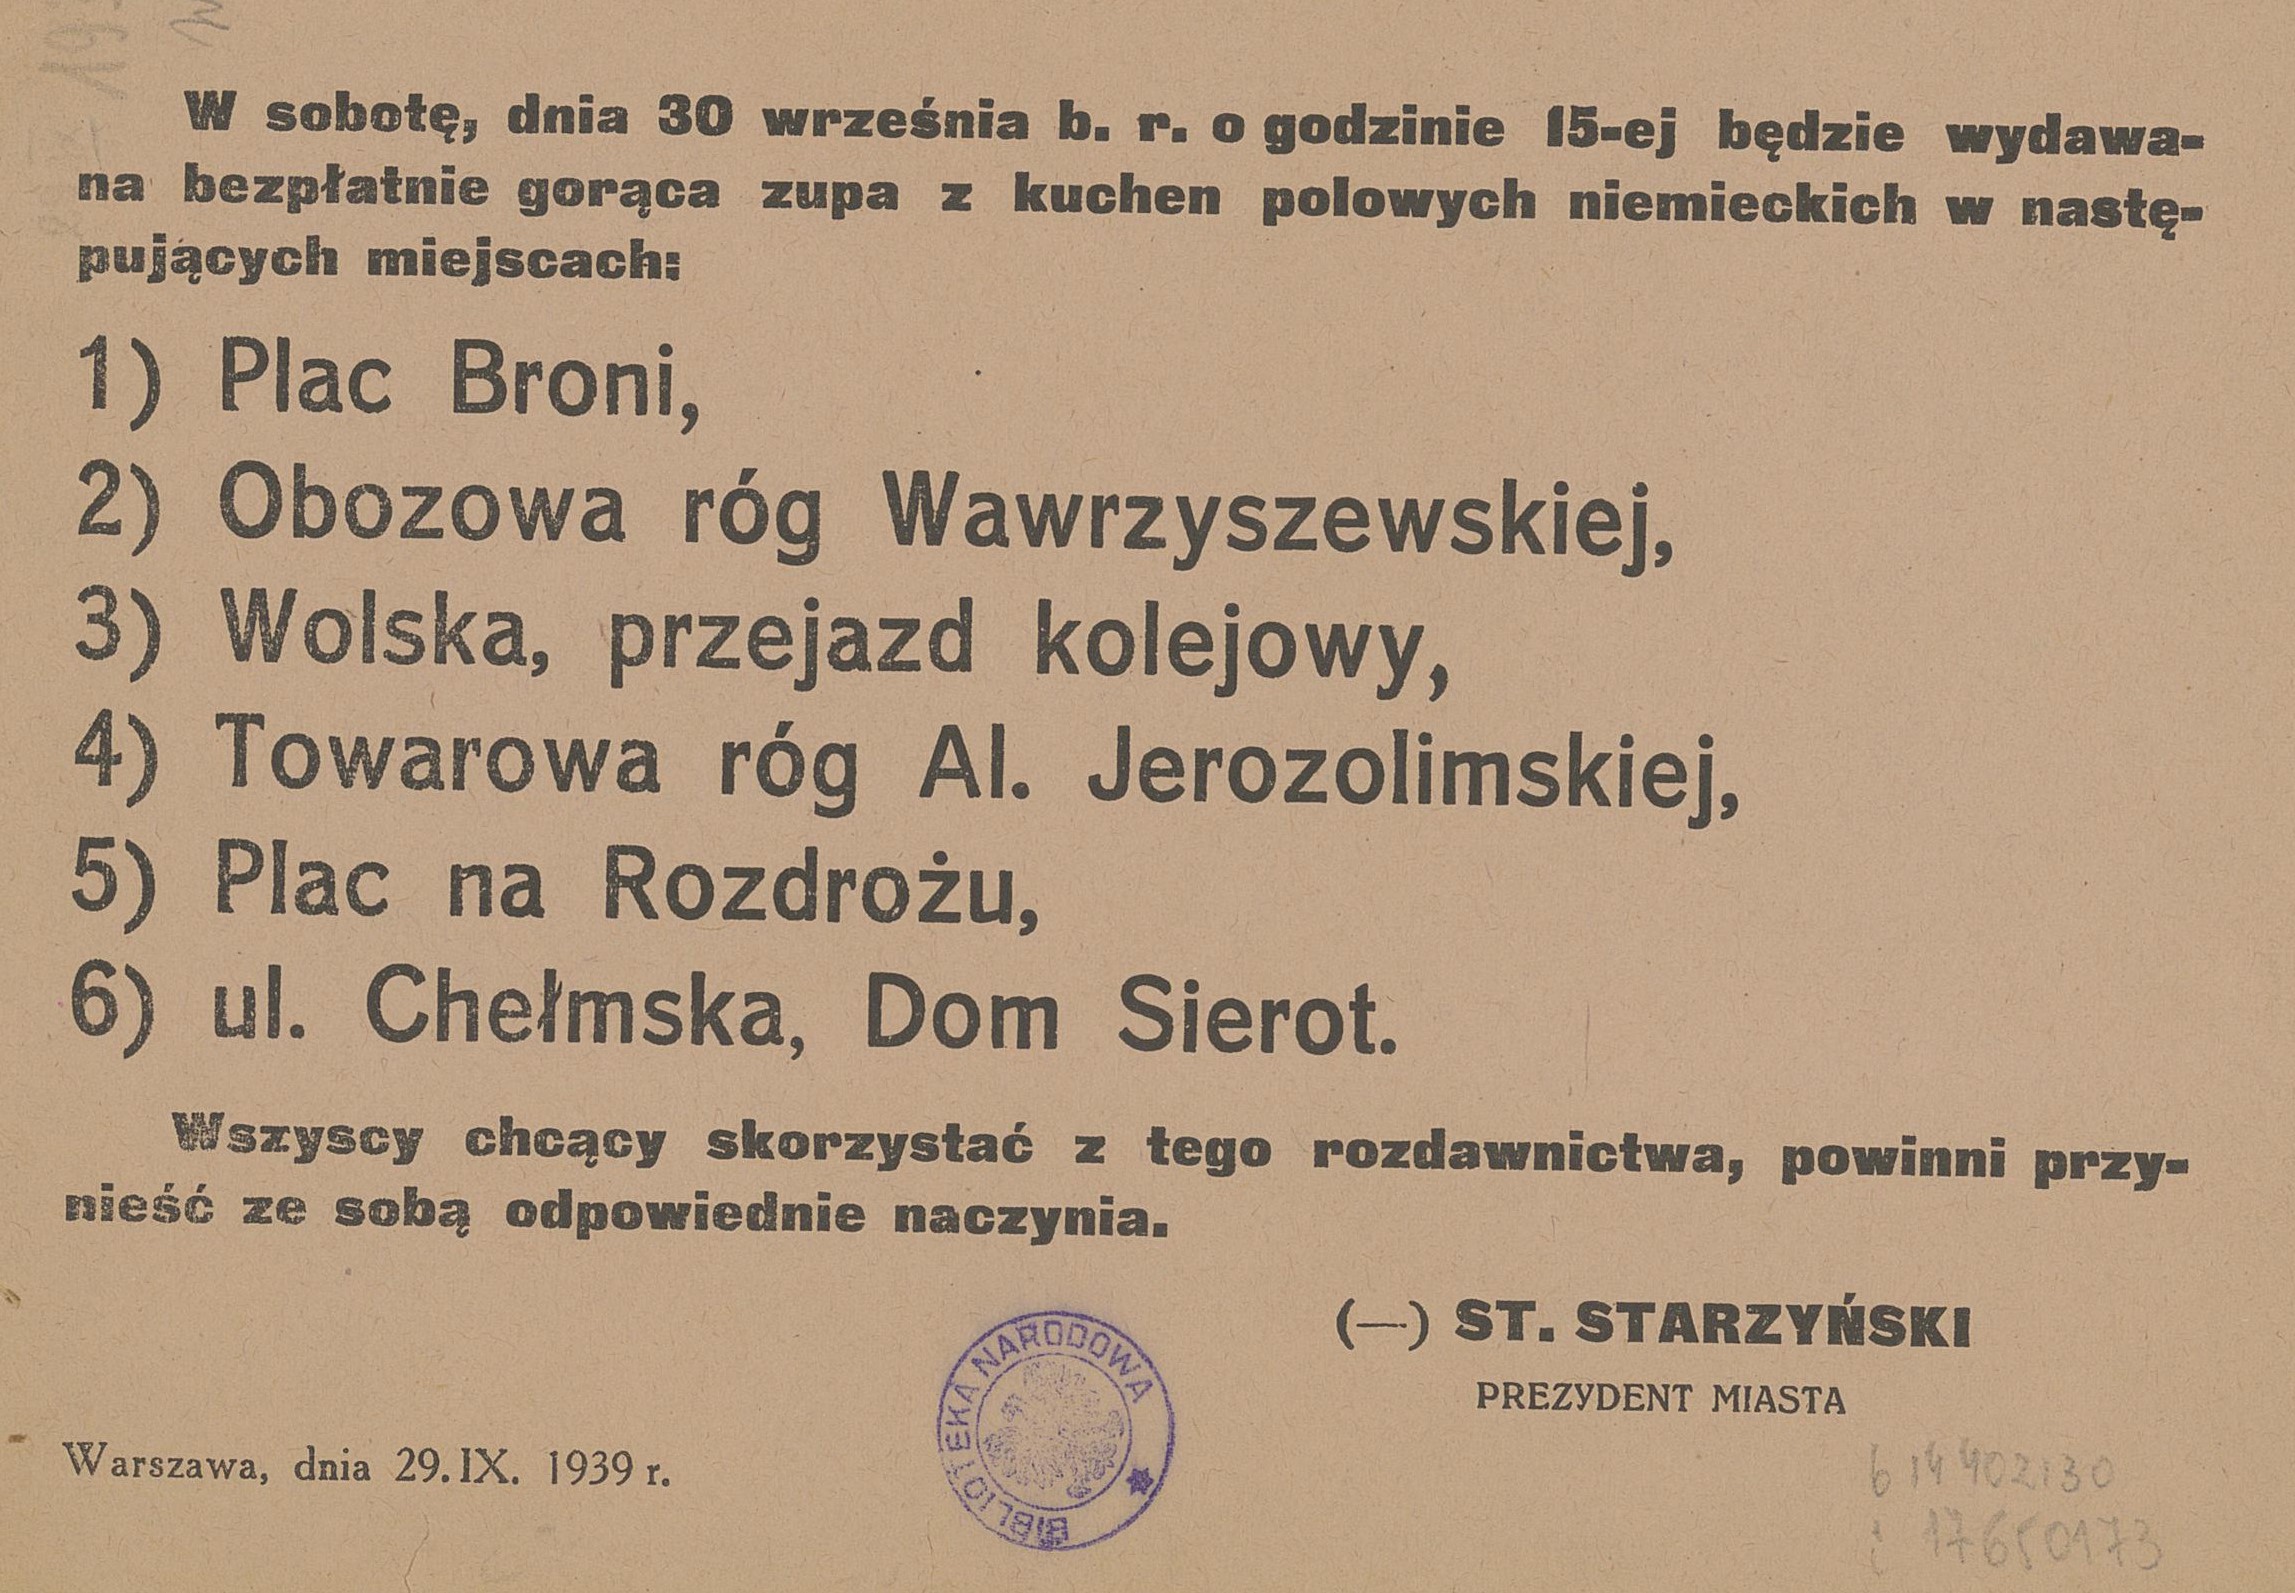 W sobotę, dnia 30 września b. r. o godzinie 15-ej będzie wydawa-
na bezpłatnie gorąca zupa z kuchen polowych niemieckich w nastę-
pujących miejscach:
1) Plac Broni,
2) Obozowa róg Wawrzyszewskiej,
3) Wolska, przejazd kolejowy,
4) Towarowa róg Al. Jerozolimskiej,
5) Plac na Rozdrożu,
6) ul. Chełmska, Dom Sierot.
Wszyscy chcący skorzystać z tego rozdawnictwa, powinni przy-
nieść ze sobą odpowiednie naczynia.
(—) ST. STARZYŃSKI
PREZYDENT MIASTA
BIBLIOTEKA NARODOWA
Warszawa, dnia 29. IX. 1939 r.
b 14402130
i 17650173